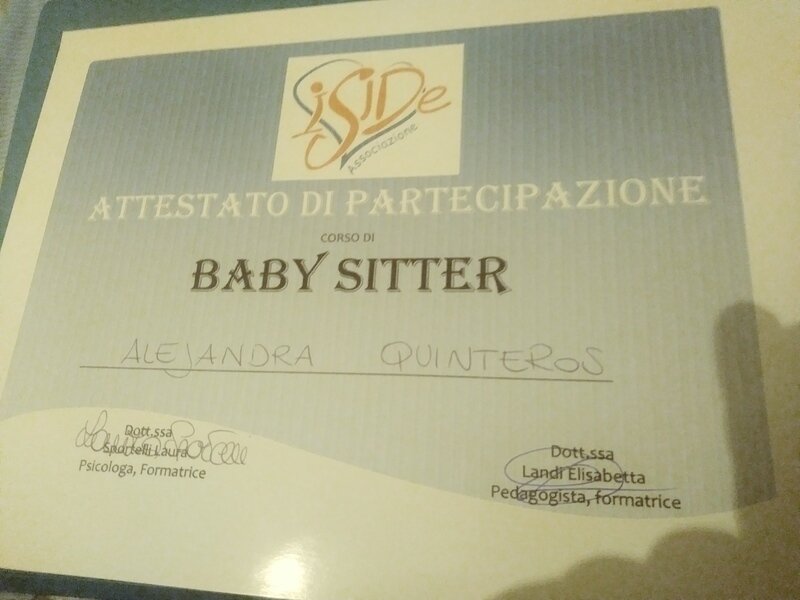 iSiDe
Associazione
ATTESTATO DI PARTECIPAZIONE
CORSO DI
BABY SITTER
ALEJANDRA QUINTEROS
Dott.ssa
Sportelli Laura
Psicologa, Formatrice
Dott.ssa
Landi Elisabetta
Pedagogista, formatrice